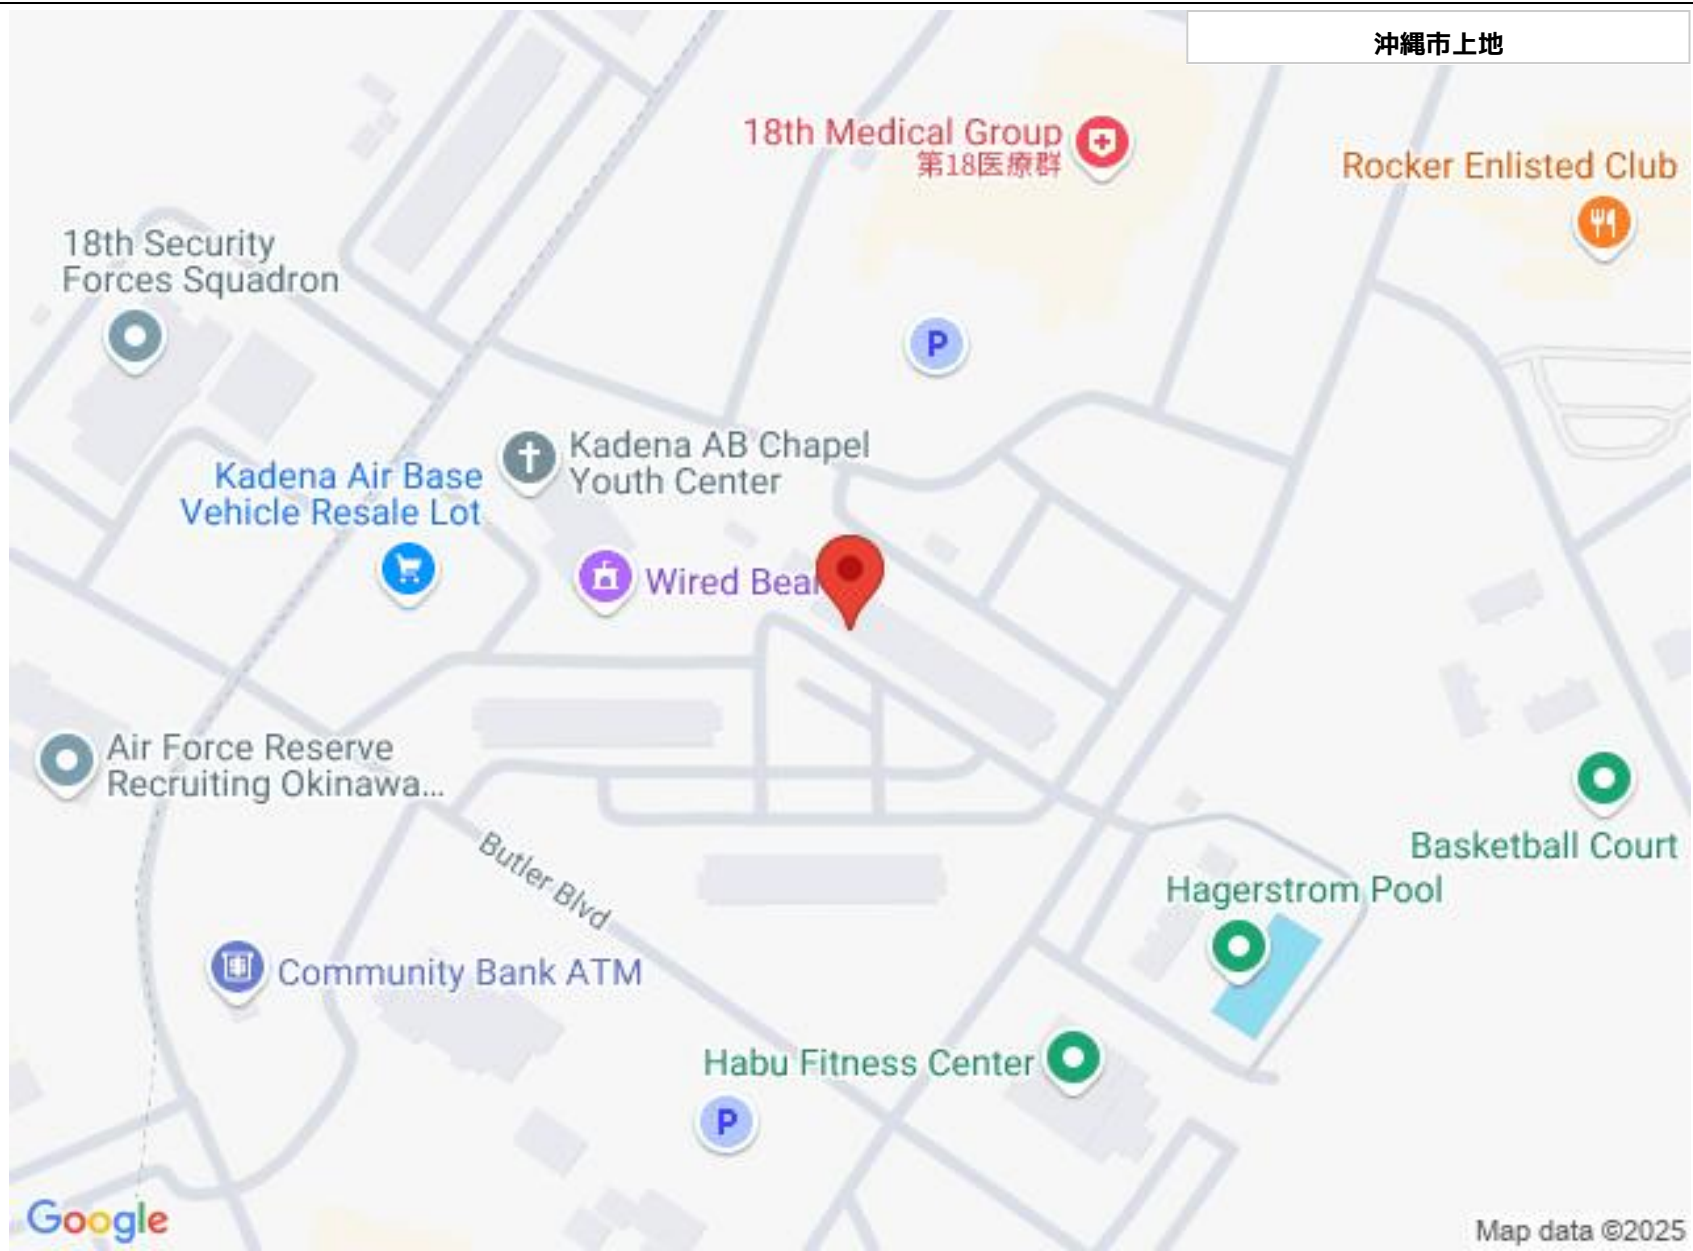 沖縄市上地
18th Medical Group
第18医療群
Rocker Enlisted Club
18th Security
Forces Squadron
P
Kadena AB Chapel
Youth Center
Kadena Air Base
Vehicle Resale Lot
Wired Bean
Air Force Reserve
Recruiting Okinawa...
Butler Blvd
Basketball Court
Hagerstrom Pool
Community Bank ATM
Habu Fitness Center
P
Google
Map data ©2025